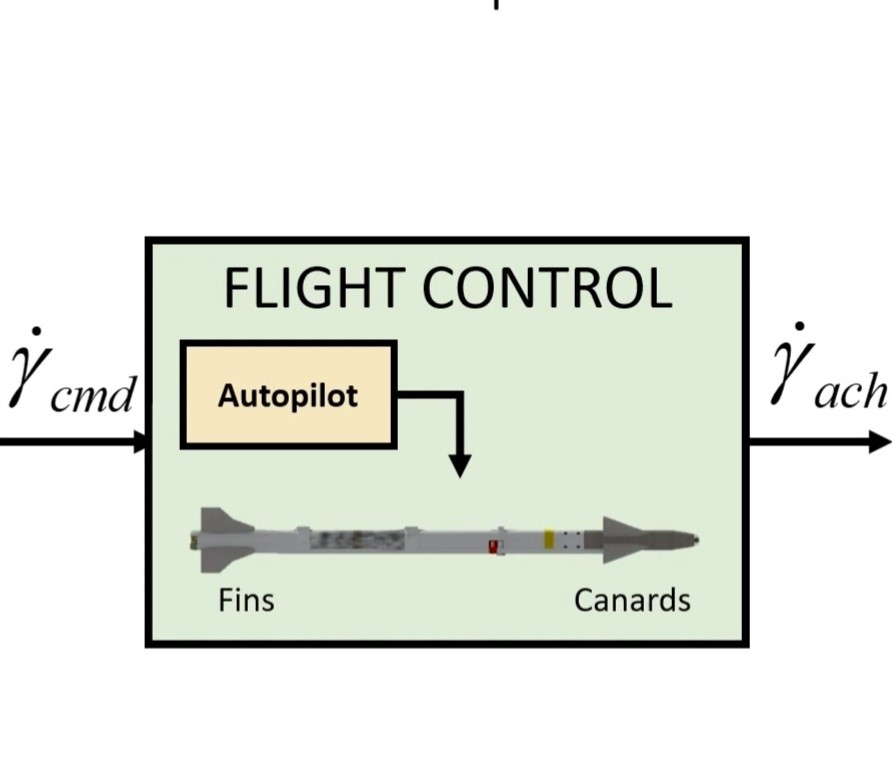 FLIGHT CONTROL
γ̇ cmd
Autopilot
γ̇ ach
Fins
Canards